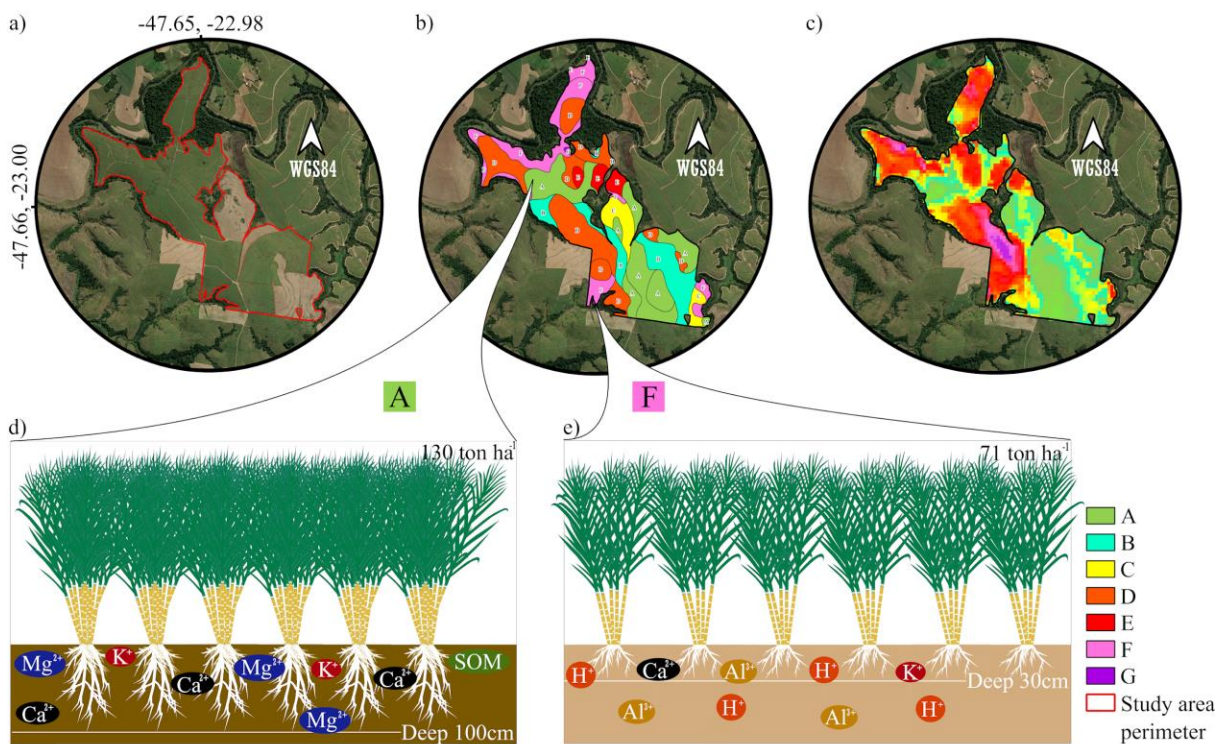 a)
-47.65, -22.98
b)
c)
-47.66, -23.00
WGS84
WGS84
WGS84
A
F
d)
130 ton ha⁻¹
e)
71 ton ha⁻¹
Mg²⁺
K⁺
Ca²⁺
Mg²⁺
K⁺
Ca²⁺
SOM
Ca²⁺
Mg²⁺
Deep 100cm
H⁺
Ca²⁺
Al³⁺
H⁺
K⁺
Deep 30cm
Al³⁺
H⁺
Al³⁺
H⁺
A
B
C
D
E
F
G
Study area
perimeter